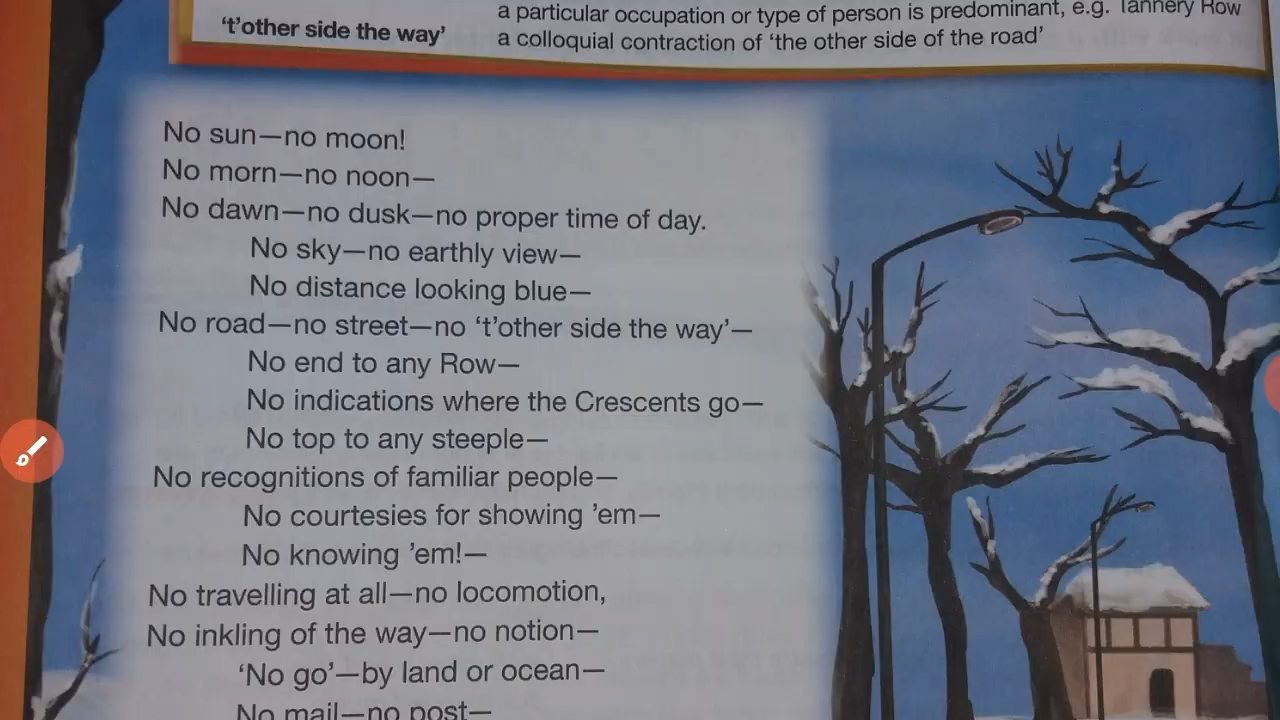 a particular occupation or type of person is predominant, e.g. Tannery Row
‘t’other side the way’ a colloquial contraction of ‘the other side of the road’
No sun—no moon!
No morn—no noon—
No dawn—no dusk—no proper time of day.
No sky—no earthly view—
No distance looking blue—
No road—no street—no ‘t’other side the way’—
No end to any Row—
No indications where the Crescents go—
No top to any steeple—
No recognitions of familiar people—
No courtesies for showing ’em—
No knowing ’em!—
No travelling at all—no locomotion,
No inkling of the way—no notion—
‘No go’—by land or ocean—
No mail—no post—